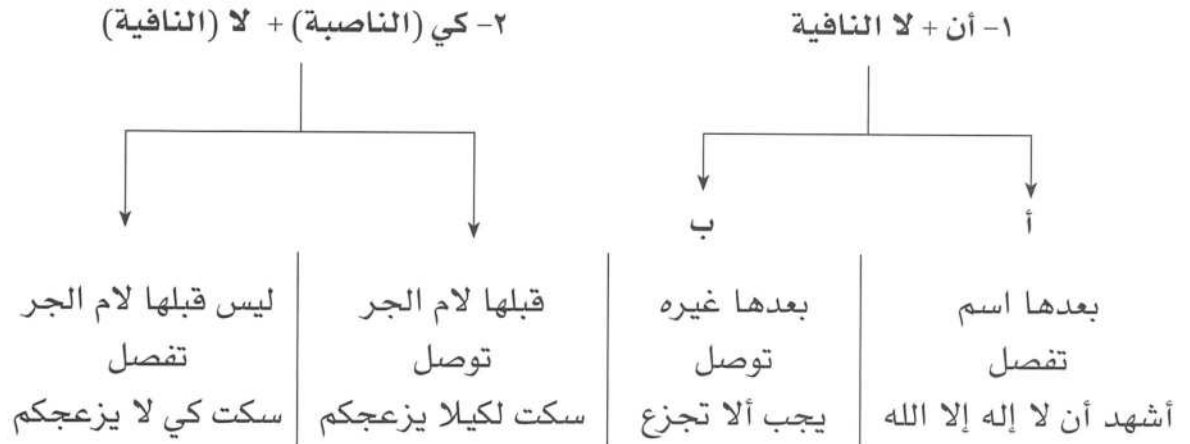 ١- أن + لا النافية
٢- كي (الناصبة) + لا (النافية)
أ
ب
بعدها اسم
تفصل
أشهد أن لا إله إلا الله
بعدها غيره
توصل
يجب ألا تجزع
قبلها لام الجر
توصل
سكت لكيلا يزعجكم
ليس قبلها لام الجر
تفصل
سكت كي لا يزعجكم